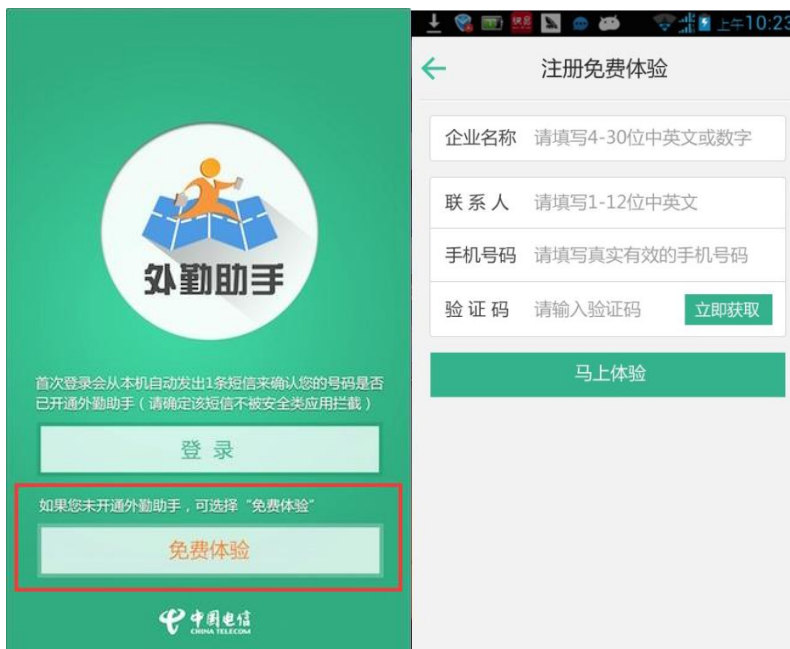 外勤助手
首次登录会从本机自动发出1条短信来确认您的号码是否
已开通外勤助手（请确定该短信不被安全类应用拦截）
登 录
如果您未开通外勤助手，可选择“免费体验”
免费体验
中国电信
CHINA TELECOM
上午10:23
注册免费体验
企业名称 请填写4-30位中英文或数字
联 系 人 请填写1-12位中英文
手机号码 请填写真实有效的手机号码
验 证 码 请输入验证码 立即获取
马上体验